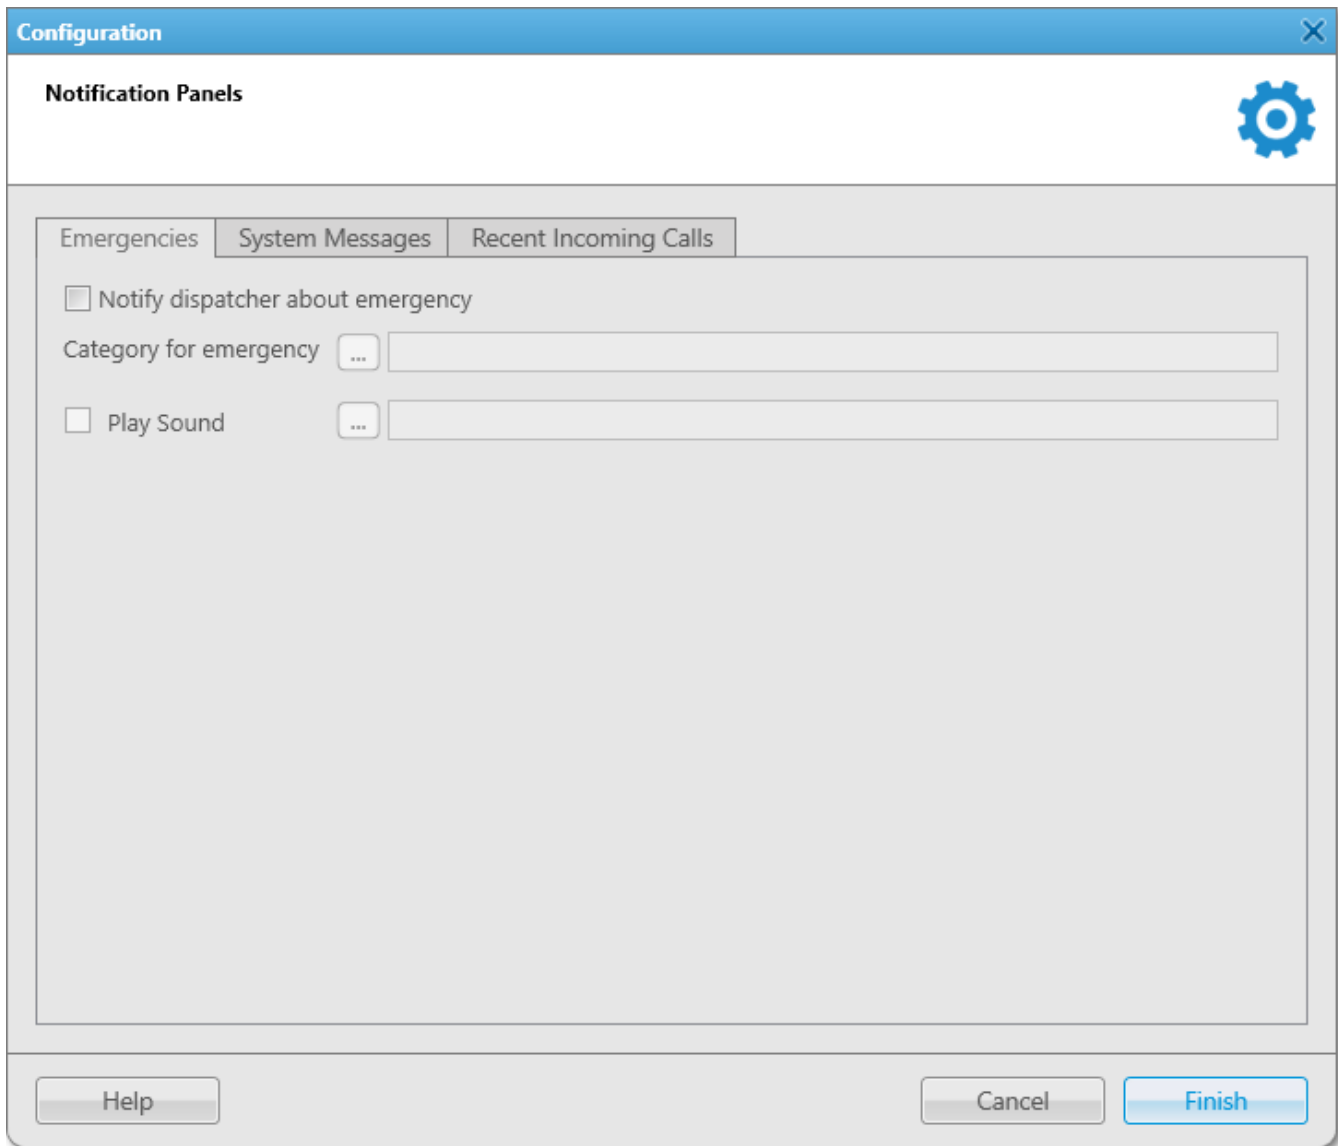 Configuration
Notification Panels
Emergencies System Messages Recent Incoming Calls
Notify dispatcher about emergency
Category for emergency ...
Play Sound ...
Help Cancel Finish